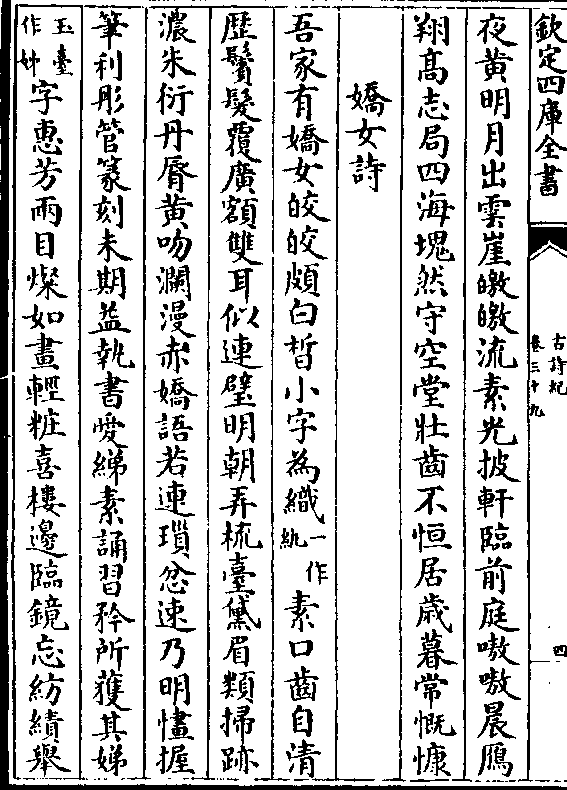 欽定四庫全書
古詩紀
卷三十九
四
夜黄明月出雲崖皦皦流素光披軒臨前庭嗷嗷晨鴈
翔高志局四海塊然守空堂壮齒不恒居歳暮常慨慷
嬌女詩
吾家有嬌女皎皎頗白皙小字為織一作紈素口齒自清
歴鬢髮覆廣額雙耳似連璧明朝弄梳臺黛眉類掃跡
濃朱衍丹脣黄吻瀾漫赤嬌語若連瑣忿速乃明㦎握
筆利彤管篆刻未期益執書愛綈素誦習矜所獲其娣
玉臺作姊字惠芳兩目燦如畫輕粧喜樓邊臨鏡忘紡績舉